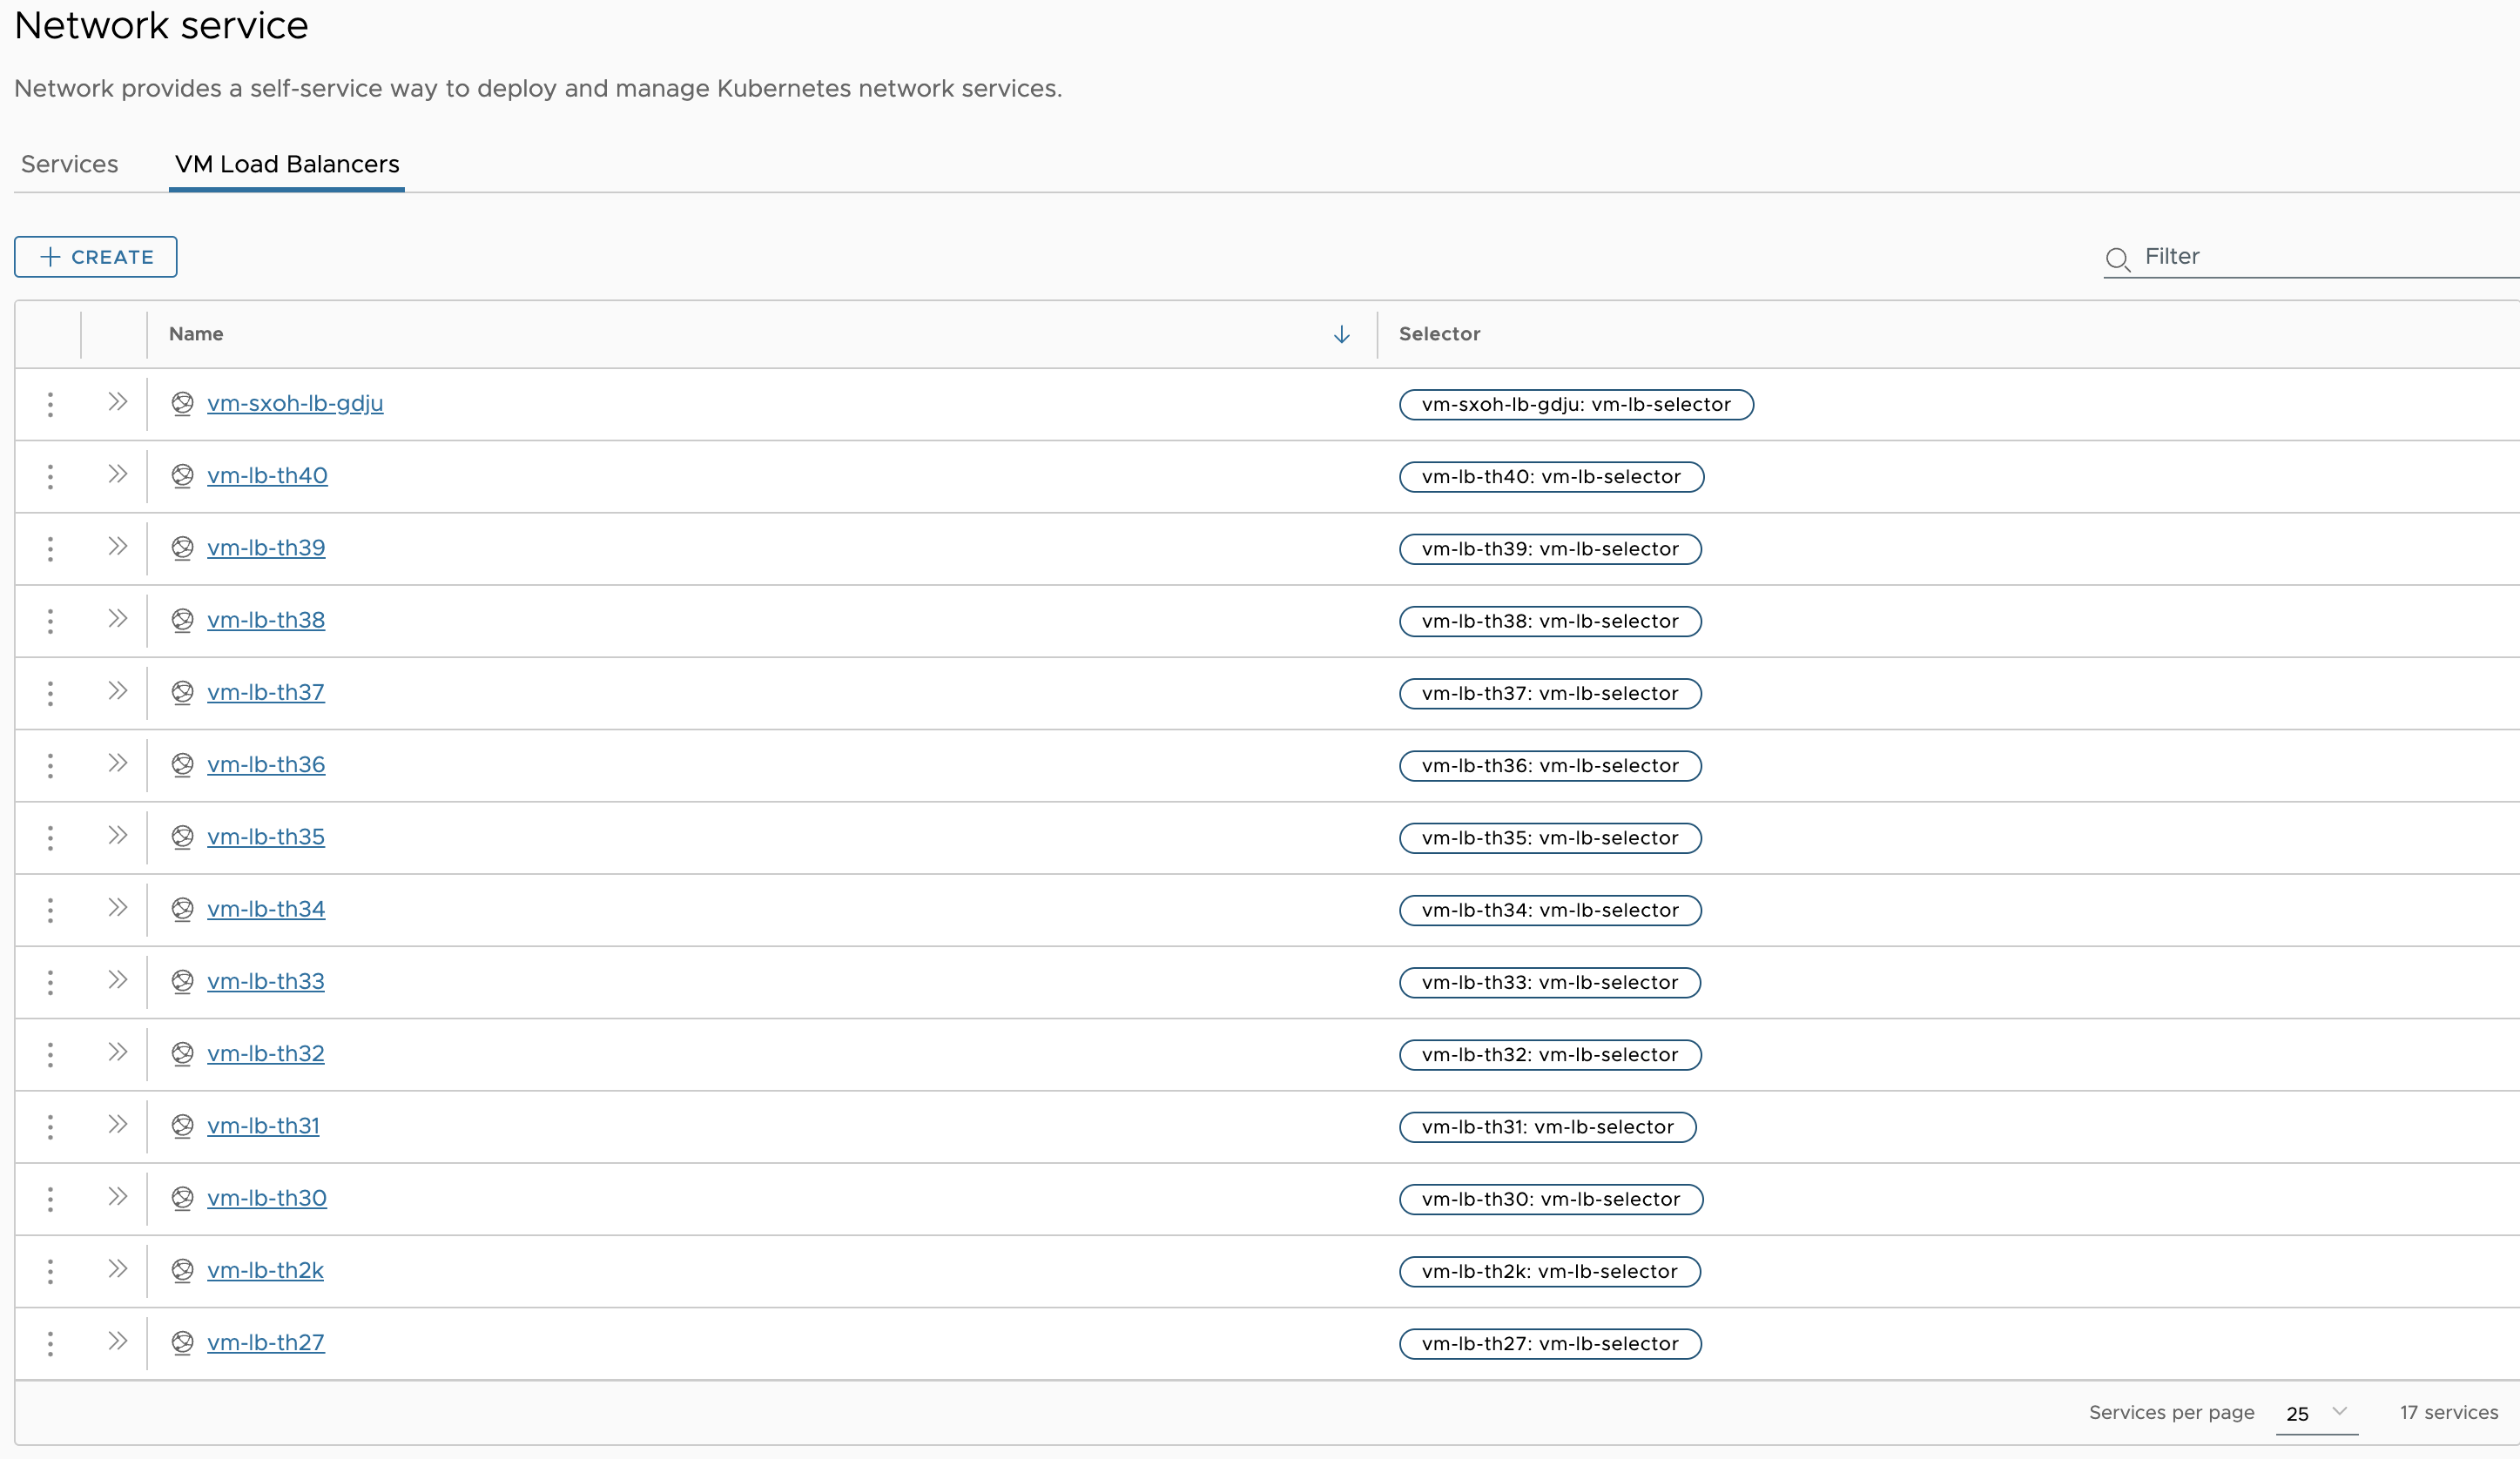 Network service
Network provides a self-service way to deploy and manage Kubernetes network services.
Services VM Load Balancers
CREATE Filter
Name Selector
vm-sxoh-lb-gdju vm-sxoh-lb-gdju: vm-lb-selector
vm-lb-th40 vm-lb-th40: vm-lb-selector
vm-lb-th39 vm-lb-th39: vm-lb-selector
vm-lb-th38 vm-lb-th38: vm-lb-selector
vm-lb-th37 vm-lb-th37: vm-lb-selector
vm-lb-th36 vm-lb-th36: vm-lb-selector
vm-lb-th35 vm-lb-th35: vm-lb-selector
vm-lb-th34 vm-lb-th34: vm-lb-selector
vm-lb-th33 vm-lb-th33: vm-lb-selector
vm-lb-th32 vm-lb-th32: vm-lb-selector
vm-lb-th31 vm-lb-th31: vm-lb-selector
vm-lb-th30 vm-lb-th30: vm-lb-selector
vm-lb-th2k vm-lb-th2k: vm-lb-selector
vm-lb-th27 vm-lb-th27: vm-lb-selector
Services per page 25 17 services